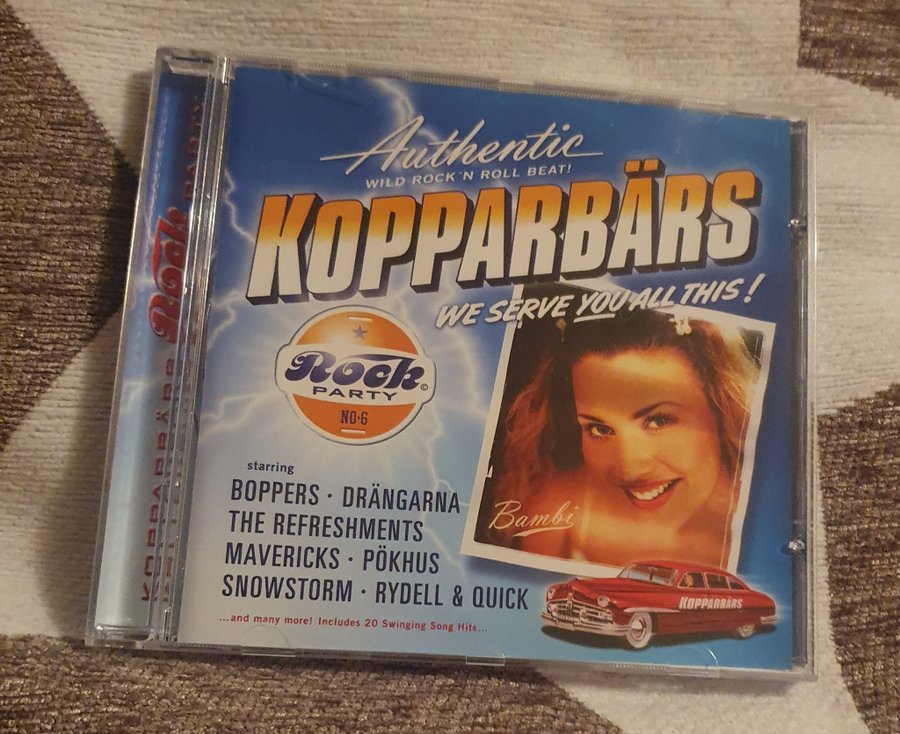 Authentic
WILD ROCK'N ROLL BEAT!
KOPPARBÄRS
WE SERVE YOU ALL THIS!
Rock©
PARTY
NO·6
starring
BOPPERS · DRÄNGARNA
THE REFRESHMENTS
MAVERICKS · PÖKHUS
SNOWSTORM · RYDELL & QUICK
...and many more! Includes 20 Swinging Song Hits...
Bambi
KOPPARBÄRS
KOPPARBÄRS Rock PARTY